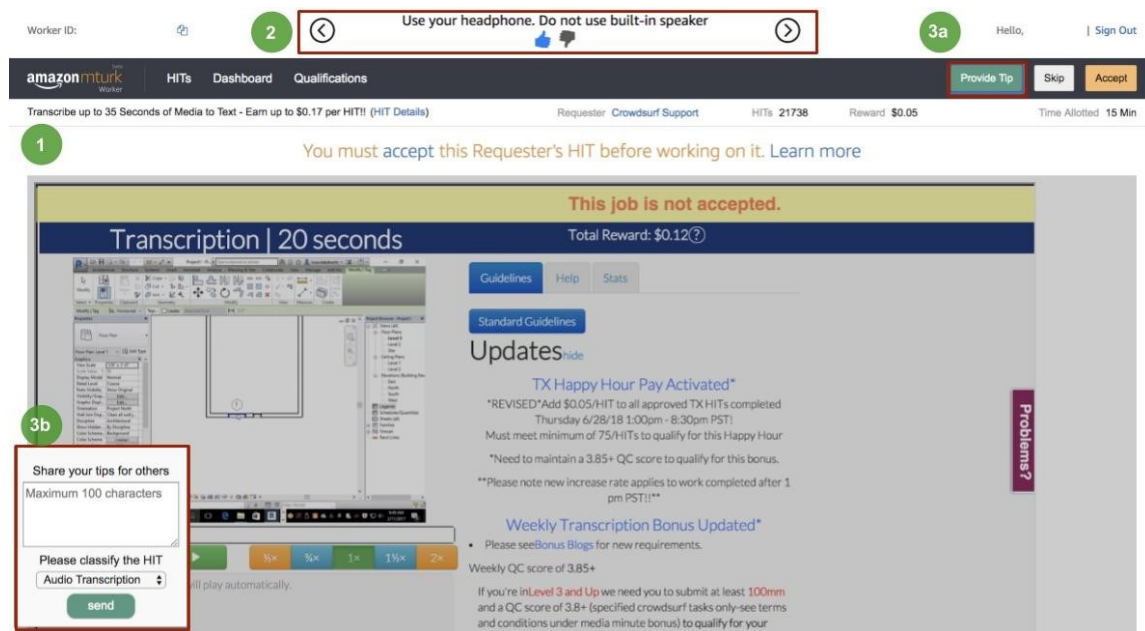 Worker ID:
2
Use your headphone. Do not use built-in speaker
3a
Hello,
| Sign Out
beta
amazonmturk
Worker
HITs
Dashboard
Qualifications
Provide Tip
Skip
Accept
Transcribe up to 35 Seconds of Media to Text - Earn up to $0.17 per HIT!! (HIT Details)
Requester Crowdsurf Support
HITs 21738
Reward $0.05
Time Allotted 15 Min
1
You must accept this Requester's HIT before working on it. Learn more
This job is not accepted.
Transcription | 20 seconds
Total Reward: $0.12?
Guidelines
Help
Stats
Standard Guidelines
Updates hide
TX Happy Hour Pay Activated*
*REVISED*Add $0.05/HIT to all approved TX HITs completed
Thursday 6/28/18 1:00pm - 8:30pm PST!
Must meet minimum of 75/HITs to qualify for this Happy Hour
*Need to maintain a 3.85+ QC score to qualify for this bonus.
**Please note new increase rate applies to work completed after 1
pm PST!!**
Weekly Transcription Bonus Updated*
• Please see Bonus Blogs for new requirements.
Weekly QC score of 3.85+
If you're in Level 3 and Up we need you to submit at least 100mm
and a QC score of 3.8+ (specified crowdsurf tasks only-see terms
and conditions under media minute bonus) to qualify for your
Problems?
3b
Share your tips for others
Maximum 100 characters
Please classify the HIT
Audio Transcription
send
½×
¾×
1×
1½×
2×
will play automatically.